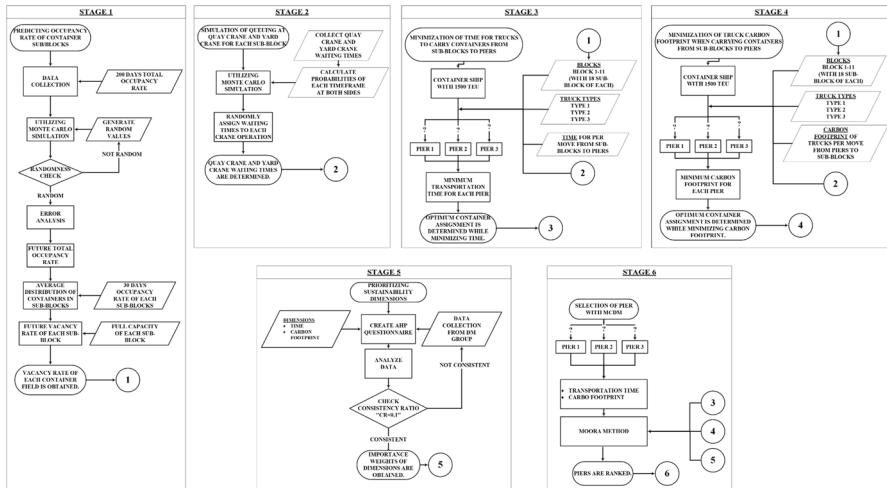 STAGE 1
PREDICTING OCCUPANCY
RATE OF CONTAINER
SUB/BLOCKS
DATA
COLLECTION
200 DAYS TOTAL
OCCUPANCY
RATE
UTILIZING
MONTE CARLO
SIMULATION
GENERATE
RANDOM
VALUES
NOT RANDOM
RANDOMNESS
CHECK
RANDOM
ERROR
ANALYSIS
FUTURE TOTAL
OCCUPANCY
RATE
AVERAGE
DISTRIBUTION OF
CONTAINERS IN
SUB-BLOCKS
30 DAYS
OCCUPANCY
RATE OF EACH
SUB-BLOCKS
FUTURE VACANCY
RATE OF EACH SUB-
BLOCK
FULL CAPACITY
OF EACH SUB-
BLOCK
VACANCY RATE OF
EACH CONTAINER
FIELD IS OBTAINED.
1
STAGE 2
SIMULATION OF QUEUING AT
QUAY CRANE AND YARD
CRANE FOR EACH SUB-BLOCK
COLLECT QUAY
CRANE AND
YARD CRANE
WAITING TIMES
UTILIZING
MONTE CARLO
SIMULATION
CALCULATE
PROBABILITIES OF
EACH TIMEFRAME
AT BOTH SIDES
RANDOMLY
ASSIGN WAITING
TIMES TO EACH
CRANE OPERATION
QUAY CRANE AND YARD
CRANE WAITING TIMES
ARE DETERMINED.
2
STAGE 3
MINIMIZATION OF TIME FOR TRUCKS
TO CARRY CONTAINERS FROM
SUB-BLOCKS TO PIERS
1
CONTAINER SHIP
WITH 1500 TEU
BLOCKS
BLOCK 1-11
(WITH 18 SUB-
BLOCK OF EACH)
TRUCK TYPES
TYPE 1
TYPE 2
TYPE 3
? ? ?
PIER 1 PIER 2 PIER 3
TIME FOR PER
MOVE FROM SUB-
BLOCKS TO PIERS
2
MINIMUM
TRANSPORTATION
TIME FOR EACH PIER
OPTIMUM CONTAINER
ASSIGNMENT IS
DETERMINED WHILE
MINIMIZING TIME.
3
STAGE 4
MINIMIZATION OF TRUCK CARBON
FOOTPRINT WHEN CARRYING CONTAINERS
FROM SUB-BLOCKS TO PIERS
1
CONTAINER SHIP
WITH 1500 TEU
BLOCKS
BLOCK 1-11
(WITH 18 SUB-
BLOCK OF EACH)
TRUCK TYPES
TYPE 1
TYPE 2
TYPE 3
? ? ?
PIER 1 PIER 2 PIER 3
CARBON
FOOTPRINT OF
TRUCKS PER MOVE
FROM PIERS TO
SUB-BLOCKS
2
MINIMUM CARBON
FOOTPRINT FOR
EACH PIER
OPTIMUM CONTAINER
ASSIGNMENT IS DETERMINED
WHILE MINIMIZING CARBON
FOOTPRINT.
4
STAGE 5
PRIORITIZING
SUSTAINABILITY
DIMENSIONS
DIMENSIONS
• TIME
• CARBON
FOOTPRINT
CREATE AHP
QUESTIONNAIRE
DATA
COLLECTION
FROM DM
GROUP
ANALYZE
DATA
NOT CONSISTENT
CHECK
CONSISTENCY RATIO
"CR<0,1"
CONSISTENT
IMPORTANCE
WEIGHTS OF
DIMENSIONS ARE
OBTAINED.
5
STAGE 6
SELECTION OF PIER
WITH MCDM
? ? ?
PIER 1 PIER 2 PIER 3
• TRANSPORTATION TIME
• CARBO FOOTPRINT
3
MOORA METHOD
4
5
PIERS ARE RANKED.
6